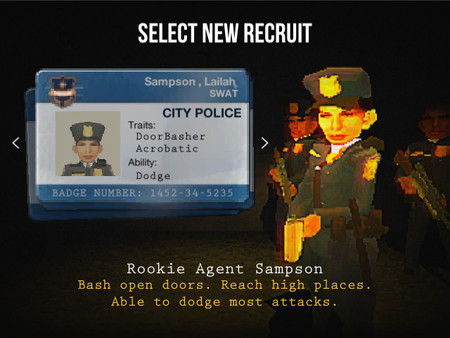 SELECT NEW RECRUIT
Sampson , Lailah
SWAT
CITY POLICE
Traits:
DoorBasher
Acrobatic
Ability:
Dodge
BADGE NUMBER: 1452-34-5235
Rookie Agent Sampson
Bash open doors. Reach high places.
Able to dodge most attacks.